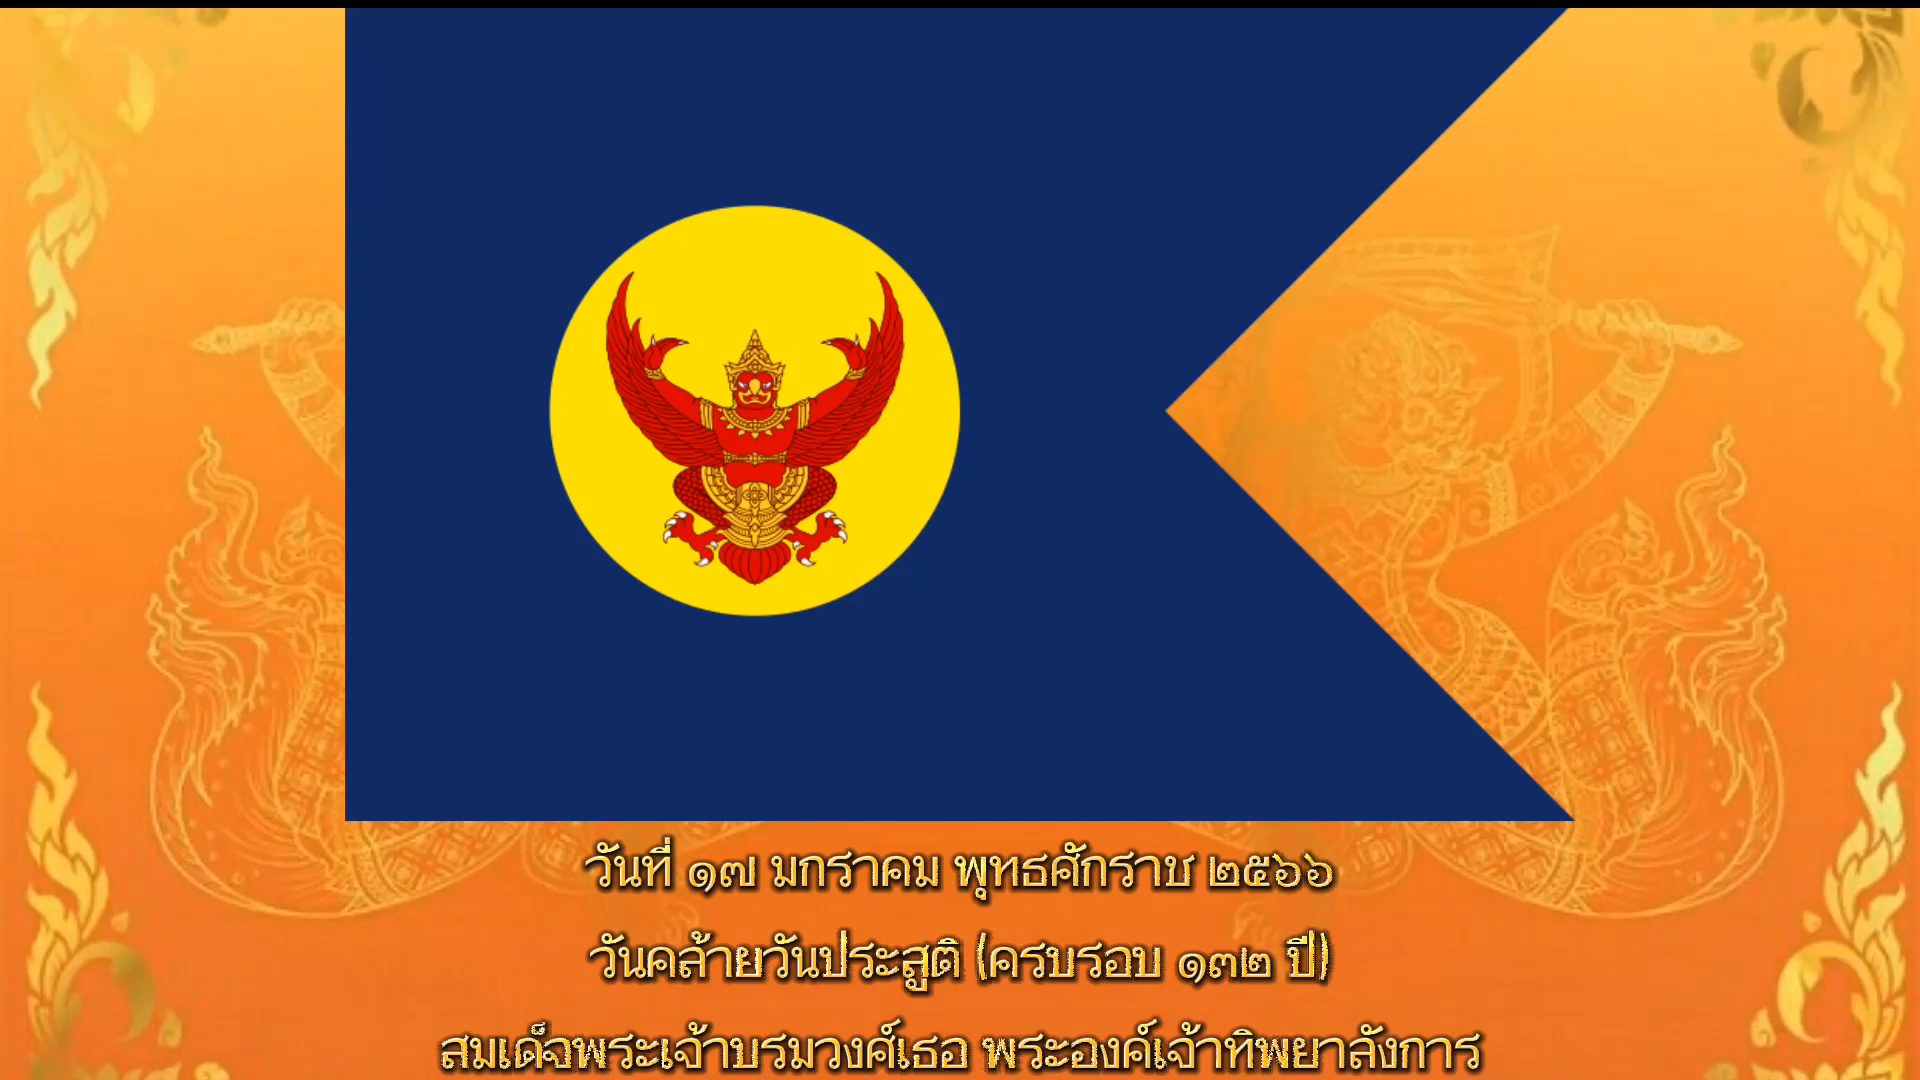 วันที่ ๑๗ มกราคม พุทธศักราช ๒๕๖๖
วันคล้ายวันประสูติ (ครบรอบ ๑๓๒ ปี)
สมเด็จพระเจ้าบรมวงศ์เธอ พระองค์เจ้าทิพยาลังการ